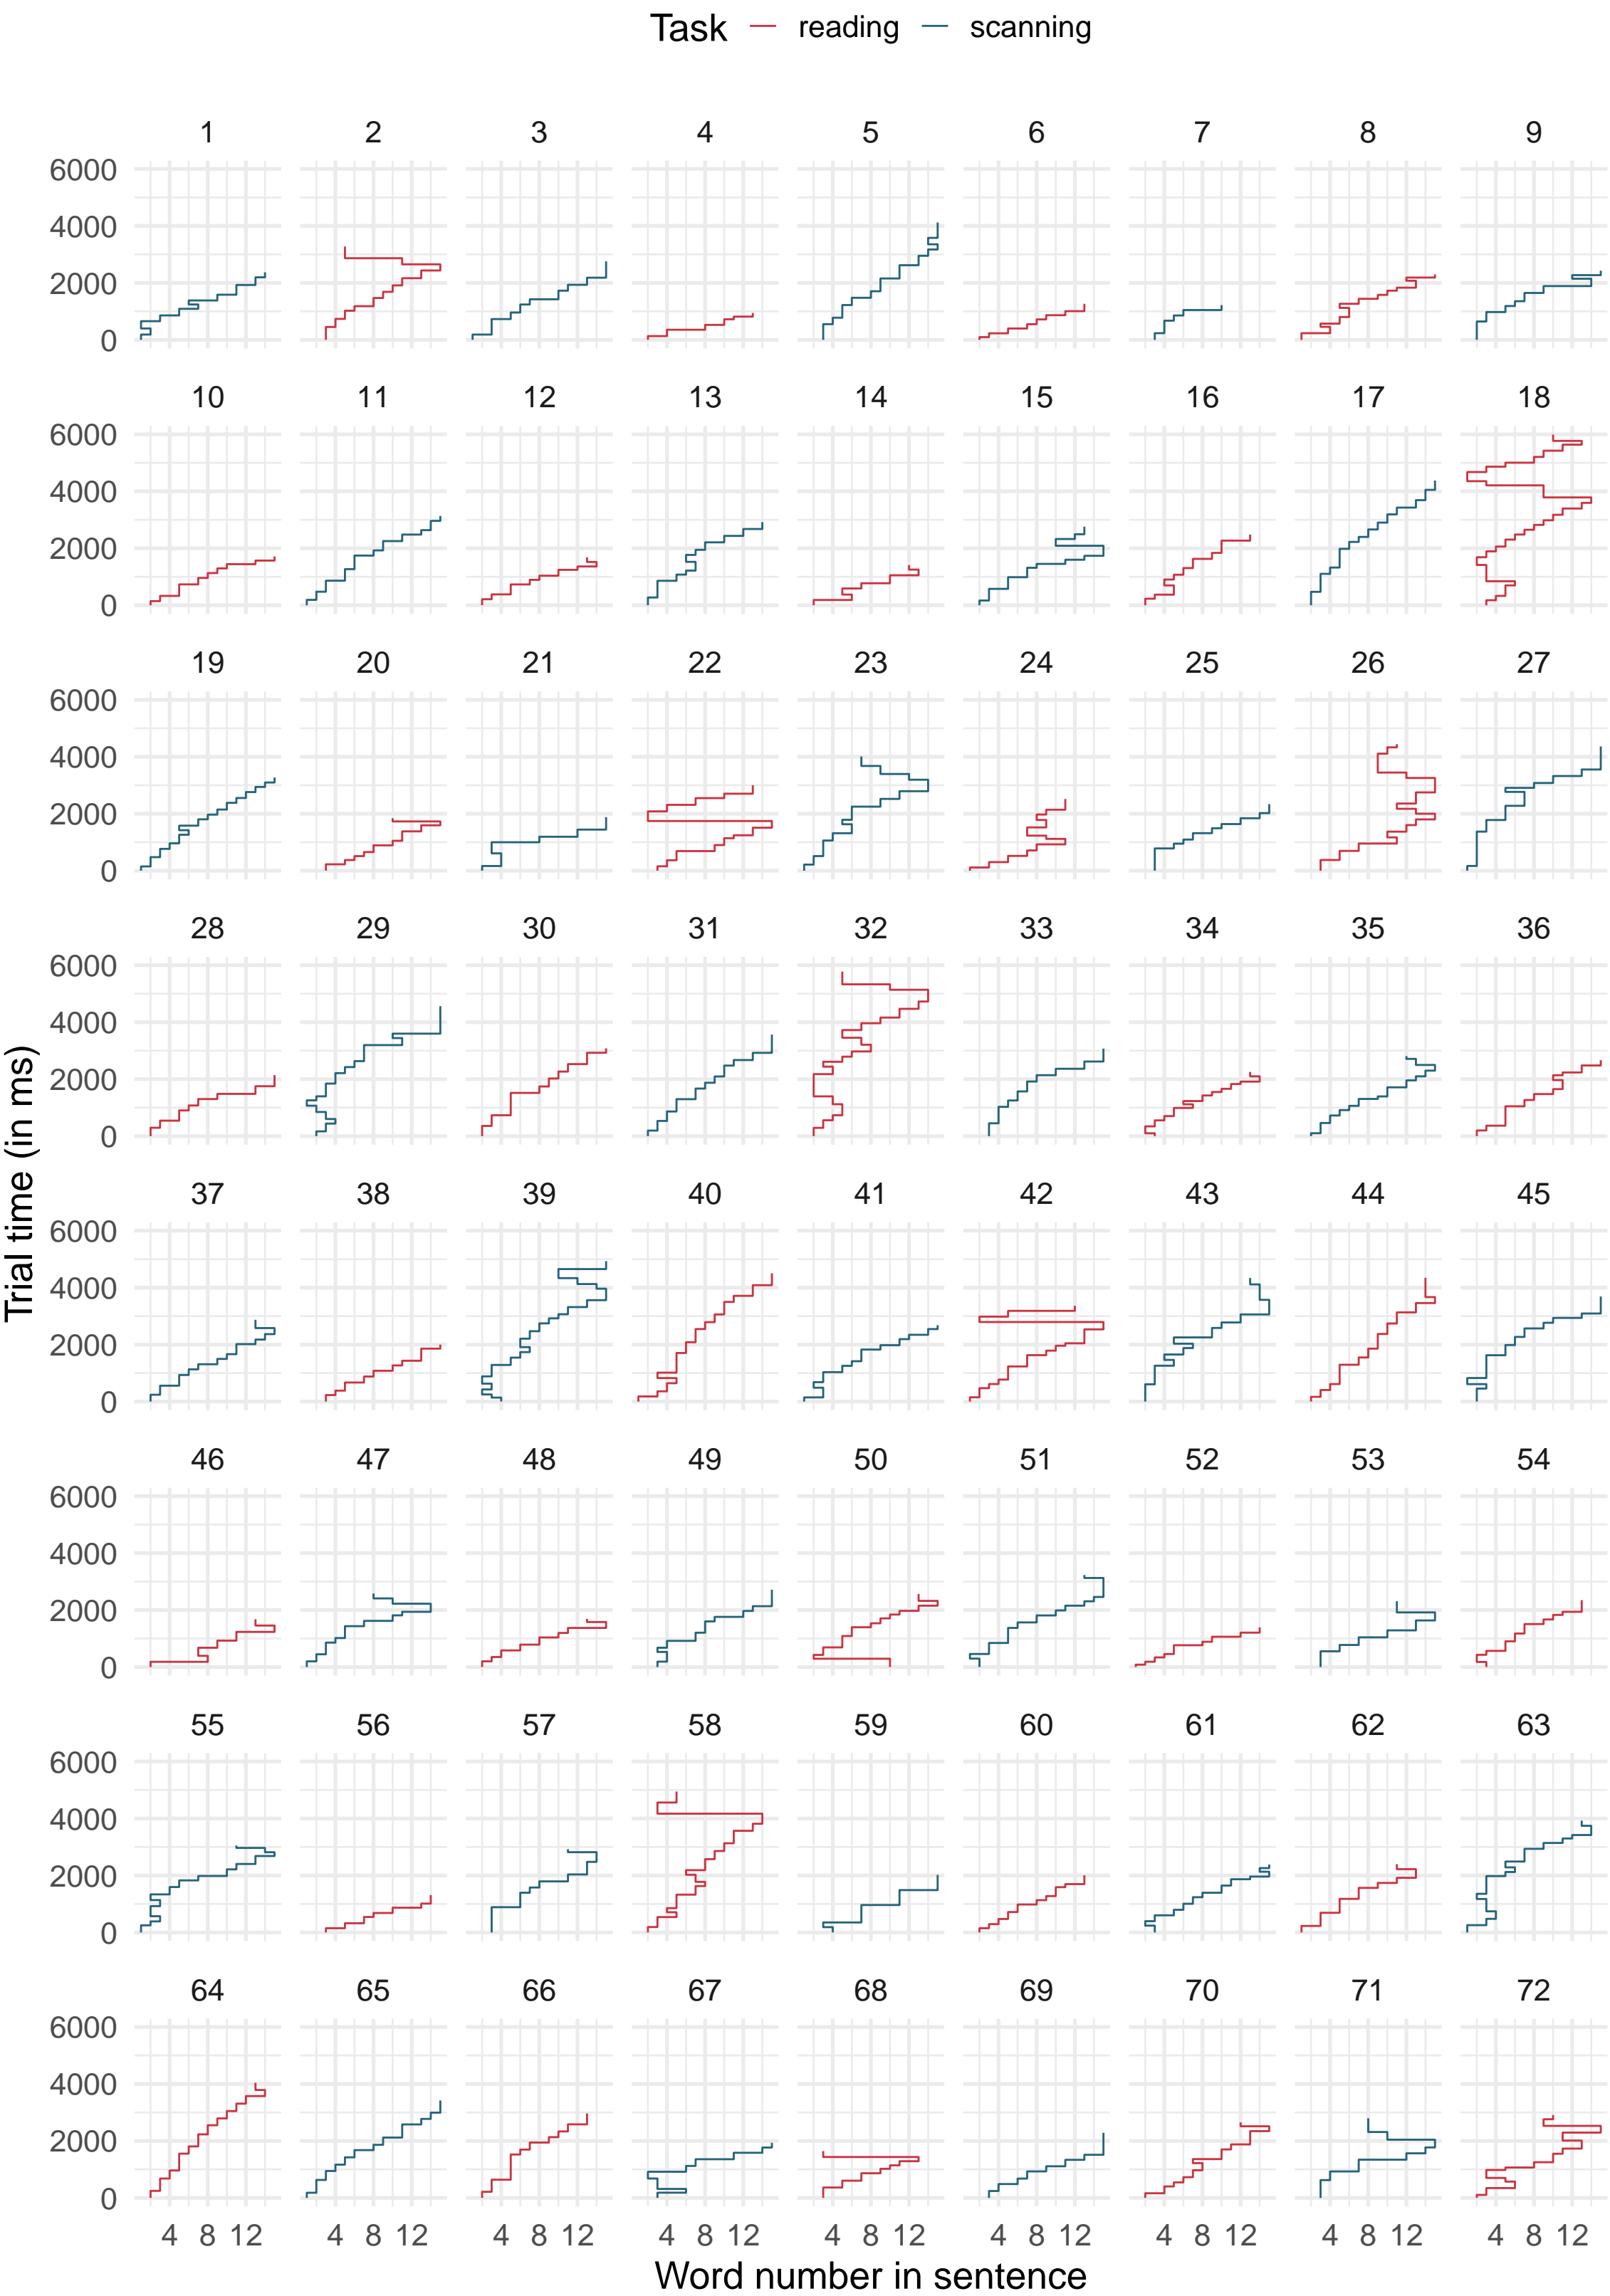 Task reading scanning
1 2 3 4 5 6 7 8 9
6000
4000
2000
0
10 11 12 13 14 15 16 17 18
6000
4000
2000
0
19 20 21 22 23 24 25 26 27
6000
4000
2000
0
28 29 30 31 32 33 34 35 36
6000
4000
2000
0
Trial time (in ms)
37 38 39 40 41 42 43 44 45
6000
4000
2000
0
46 47 48 49 50 51 52 53 54
6000
4000
2000
0
55 56 57 58 59 60 61 62 63
6000
4000
2000
0
64 65 66 67 68 69 70 71 72
6000
4000
2000
0
4 8 12 4 8 12 4 8 12 4 8 12 4 8 12 4 8 12 4 8 12 4 8 12 4 8 12
Word number in sentence